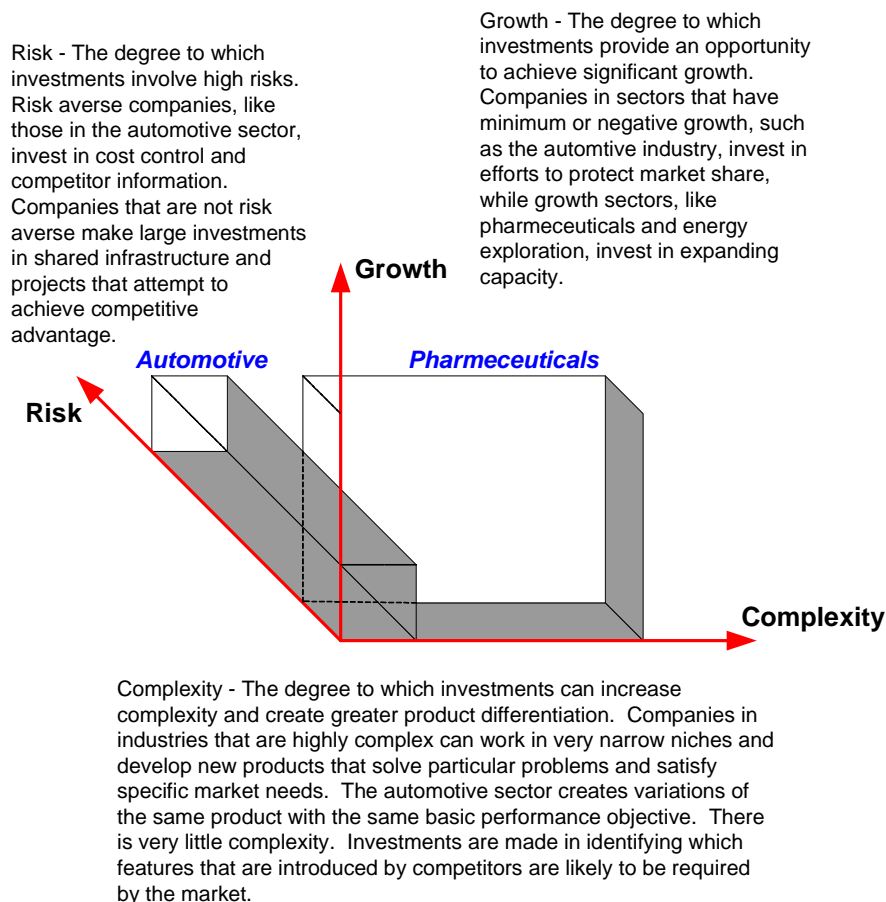 Risk - The degree to which
investments involve high risks.
Risk averse companies, like
those in the automotive sector,
invest in cost control and
competitor information.
Companies that are not risk
averse make large investments
in shared infrastructure and
projects that attempt to
achieve competitive
advantage.
Growth - The degree to which
investments provide an opportunity
to achieve significant growth.
Companies in sectors that have
minimum or negative growth, such
as the automtive industry, invest in
efforts to protect market share,
while growth sectors, like
pharmeceuticals and energy
exploration, invest in expanding
capacity.
Growth
Automotive
Pharmeceuticals
Risk
Complexity
Complexity - The degree to which investments can increase
complexity and create greater product differentiation.  Companies in
industries that are highly complex can work in very narrow niches and
develop new products that solve particular problems and satisfy
specific market needs.  The automotive sector creates variations of
the same product with the same basic performance objective.  There
is very little complexity.  Investments are made in identifying which
features that are introduced by competitors are likely to be required
by the market.